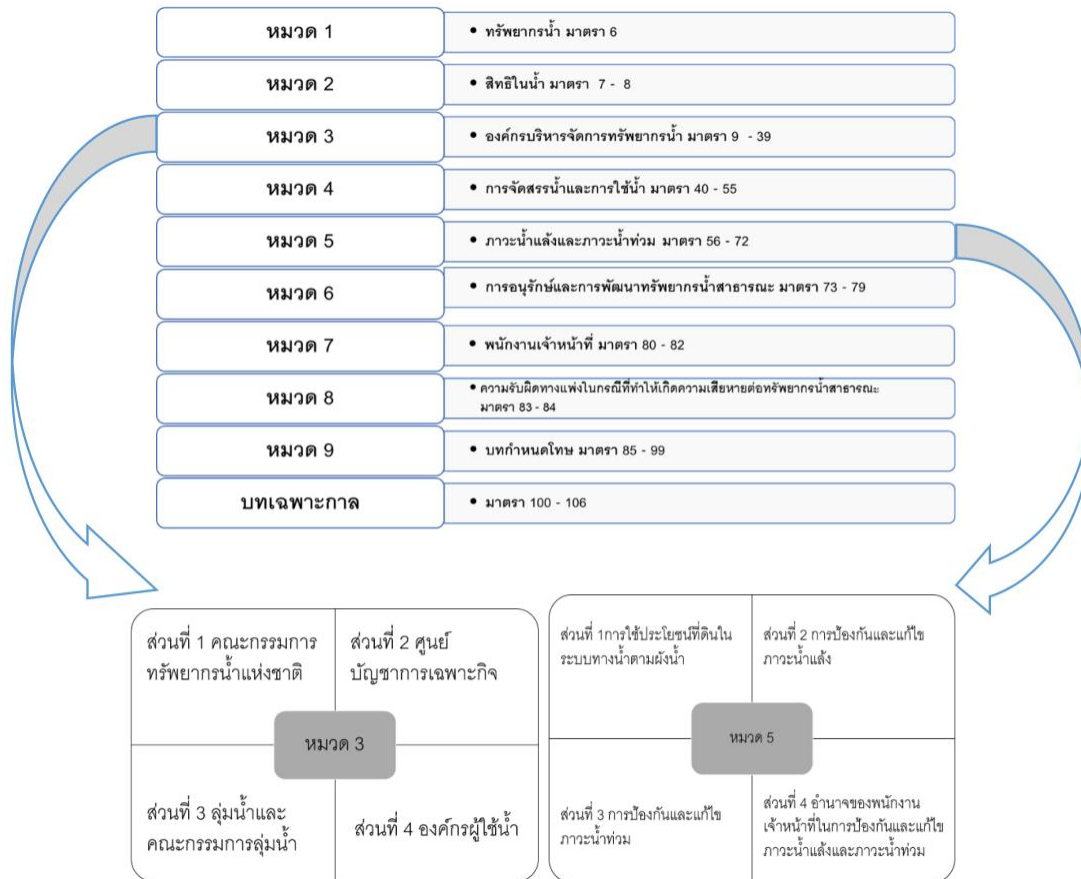 หมวด 1
• ทรัพยากรน้ำ มาตรา 6
หมวด 2
• สิทธิในน้ำ มาตรา 7 - 8
หมวด 3
• องค์กรบริหารจัดการทรัพยากรน้ำ มาตรา 9 - 39
หมวด 4
• การจัดสรรน้ำและการใช้น้ำ มาตรา 40 - 55
หมวด 5
• ภาวะน้ำแล้งและภาวะน้ำท่วม มาตรา 56 - 72
หมวด 6
• การอนุรักษ์และการพัฒนาทรัพยากรน้ำสาธารณะ มาตรา 73 - 79
หมวด 7
• พนักงานเจ้าหน้าที่ มาตรา 80 - 82
หมวด 8
• ความรับผิดทางแพ่งในกรณีที่ทำให้เกิดความเสียหายต่อทรัพยากรน้ำสาธารณะ
มาตรา 83 - 84
หมวด 9
• บทกำหนดโทษ มาตรา 85 - 99
บทเฉพาะกาล
• มาตรา 100 - 106
ส่วนที่ 1 คณะกรรมการ
ทรัพยากรน้ำแห่งชาติ
ส่วนที่ 2 ศูนย์
บัญชาการเฉพาะกิจ
หมวด 3
ส่วนที่ 3 ลุ่มน้ำและ
คณะกรรมการลุ่มน้ำ
ส่วนที่ 4 องค์กรผู้ใช้น้ำ
ส่วนที่ 1การใช้ประโยชน์ที่ดินใน
ระบบทางน้ำตามผังน้ำ
ส่วนที่ 2 การป้องกันและแก้ไข
ภาวะน้ำแล้ง
หมวด 5
ส่วนที่ 3 การป้องกันและแก้ไข
ภาวะน้ำท่วม
ส่วนที่ 4 อำนาจของพนักงาน
เจ้าหน้าที่ในการป้องกันและแก้ไข
ภาวะน้ำแล้งและภาวะน้ำท่วม